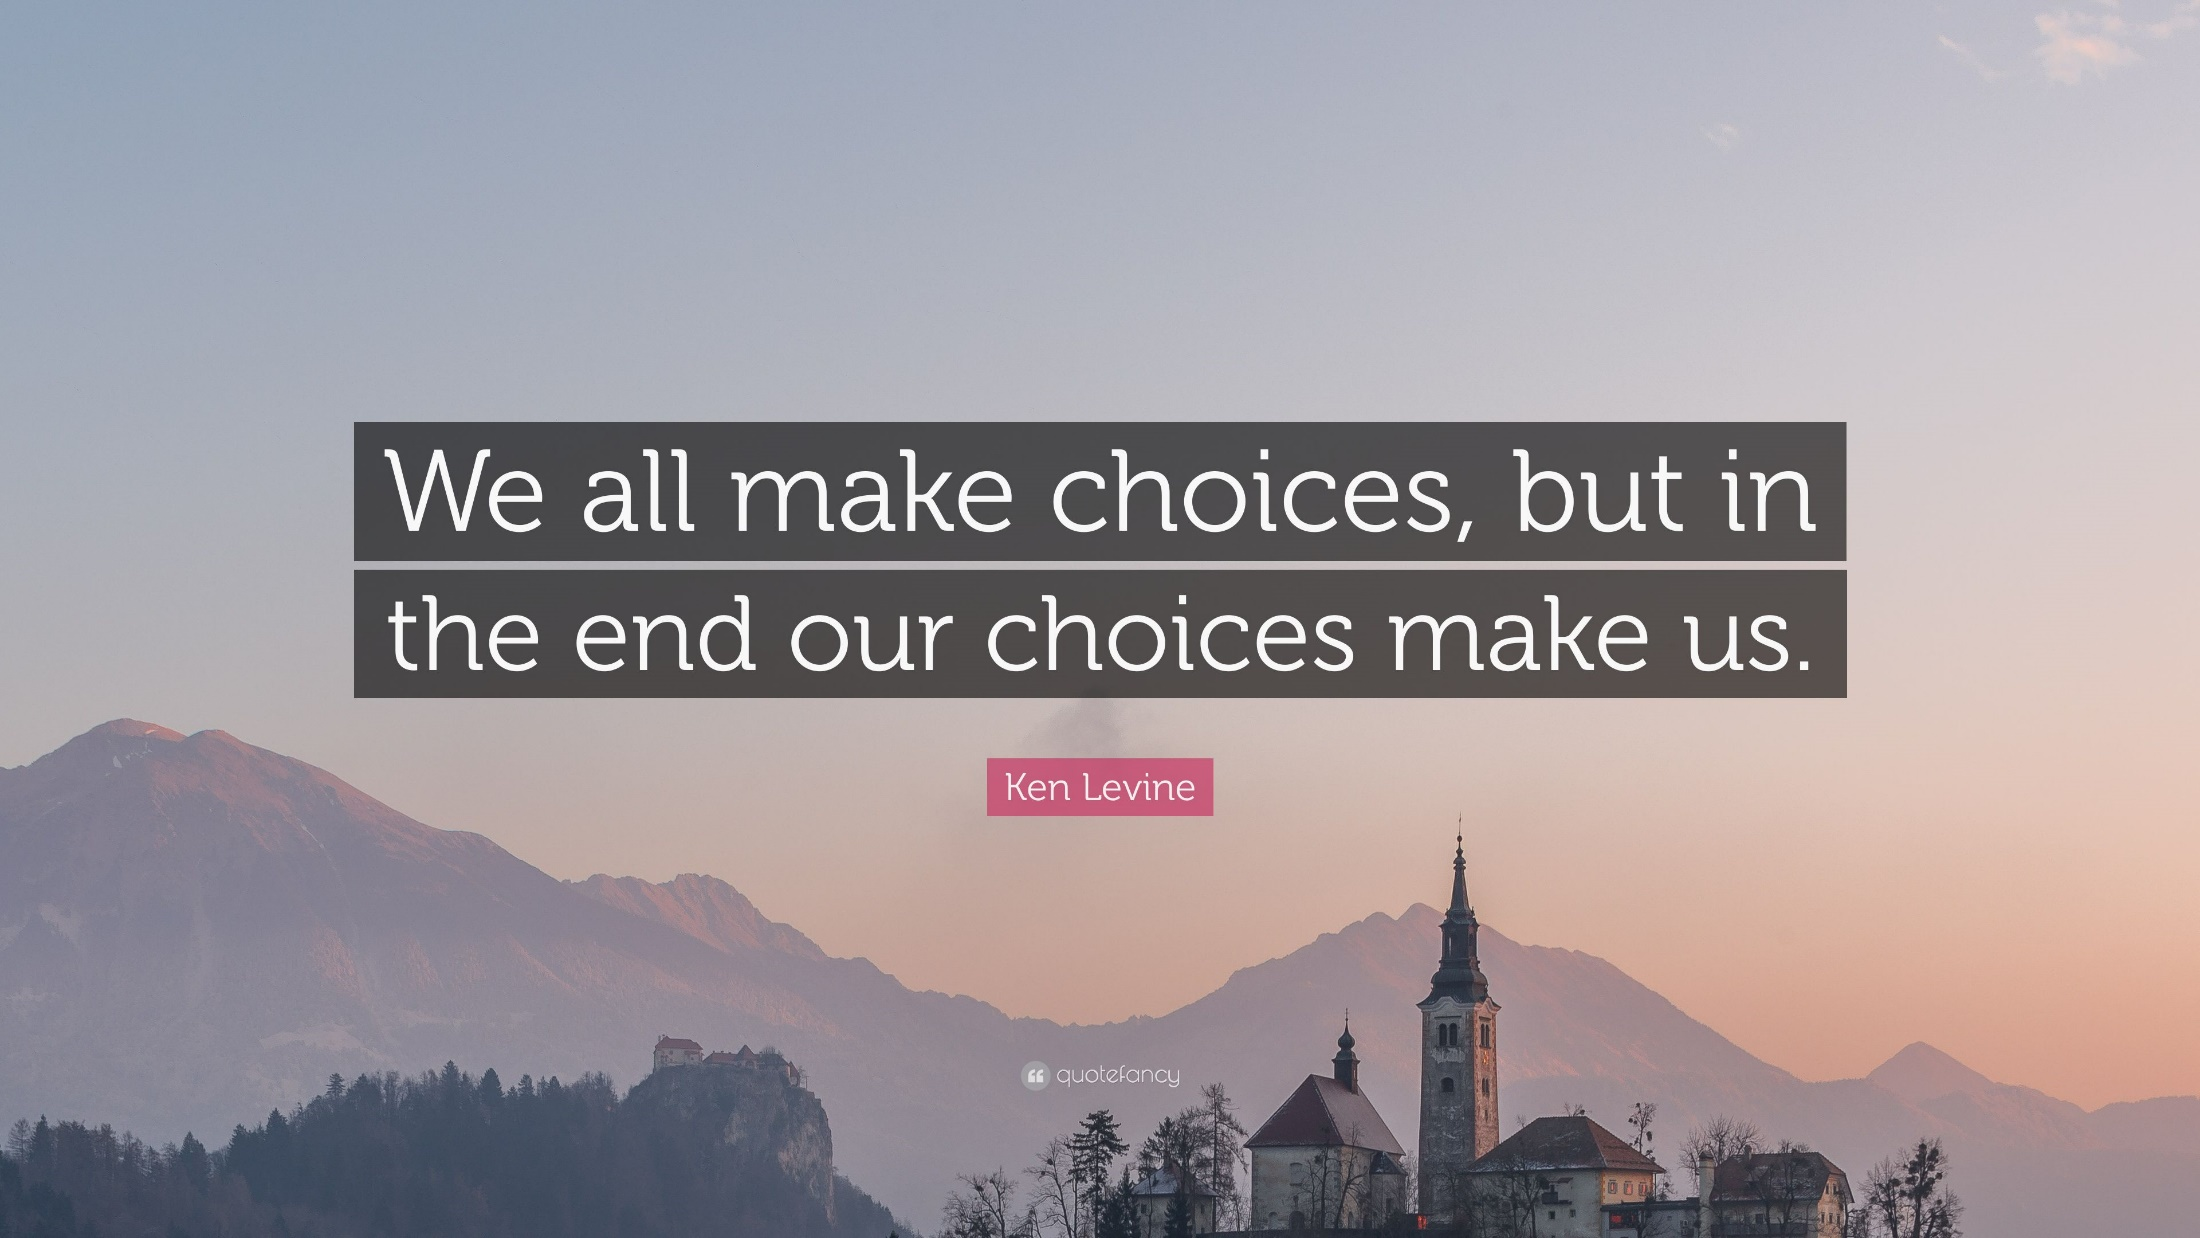 We all make choices, but in
the end our choices make us.
Ken Levine
quotefancy